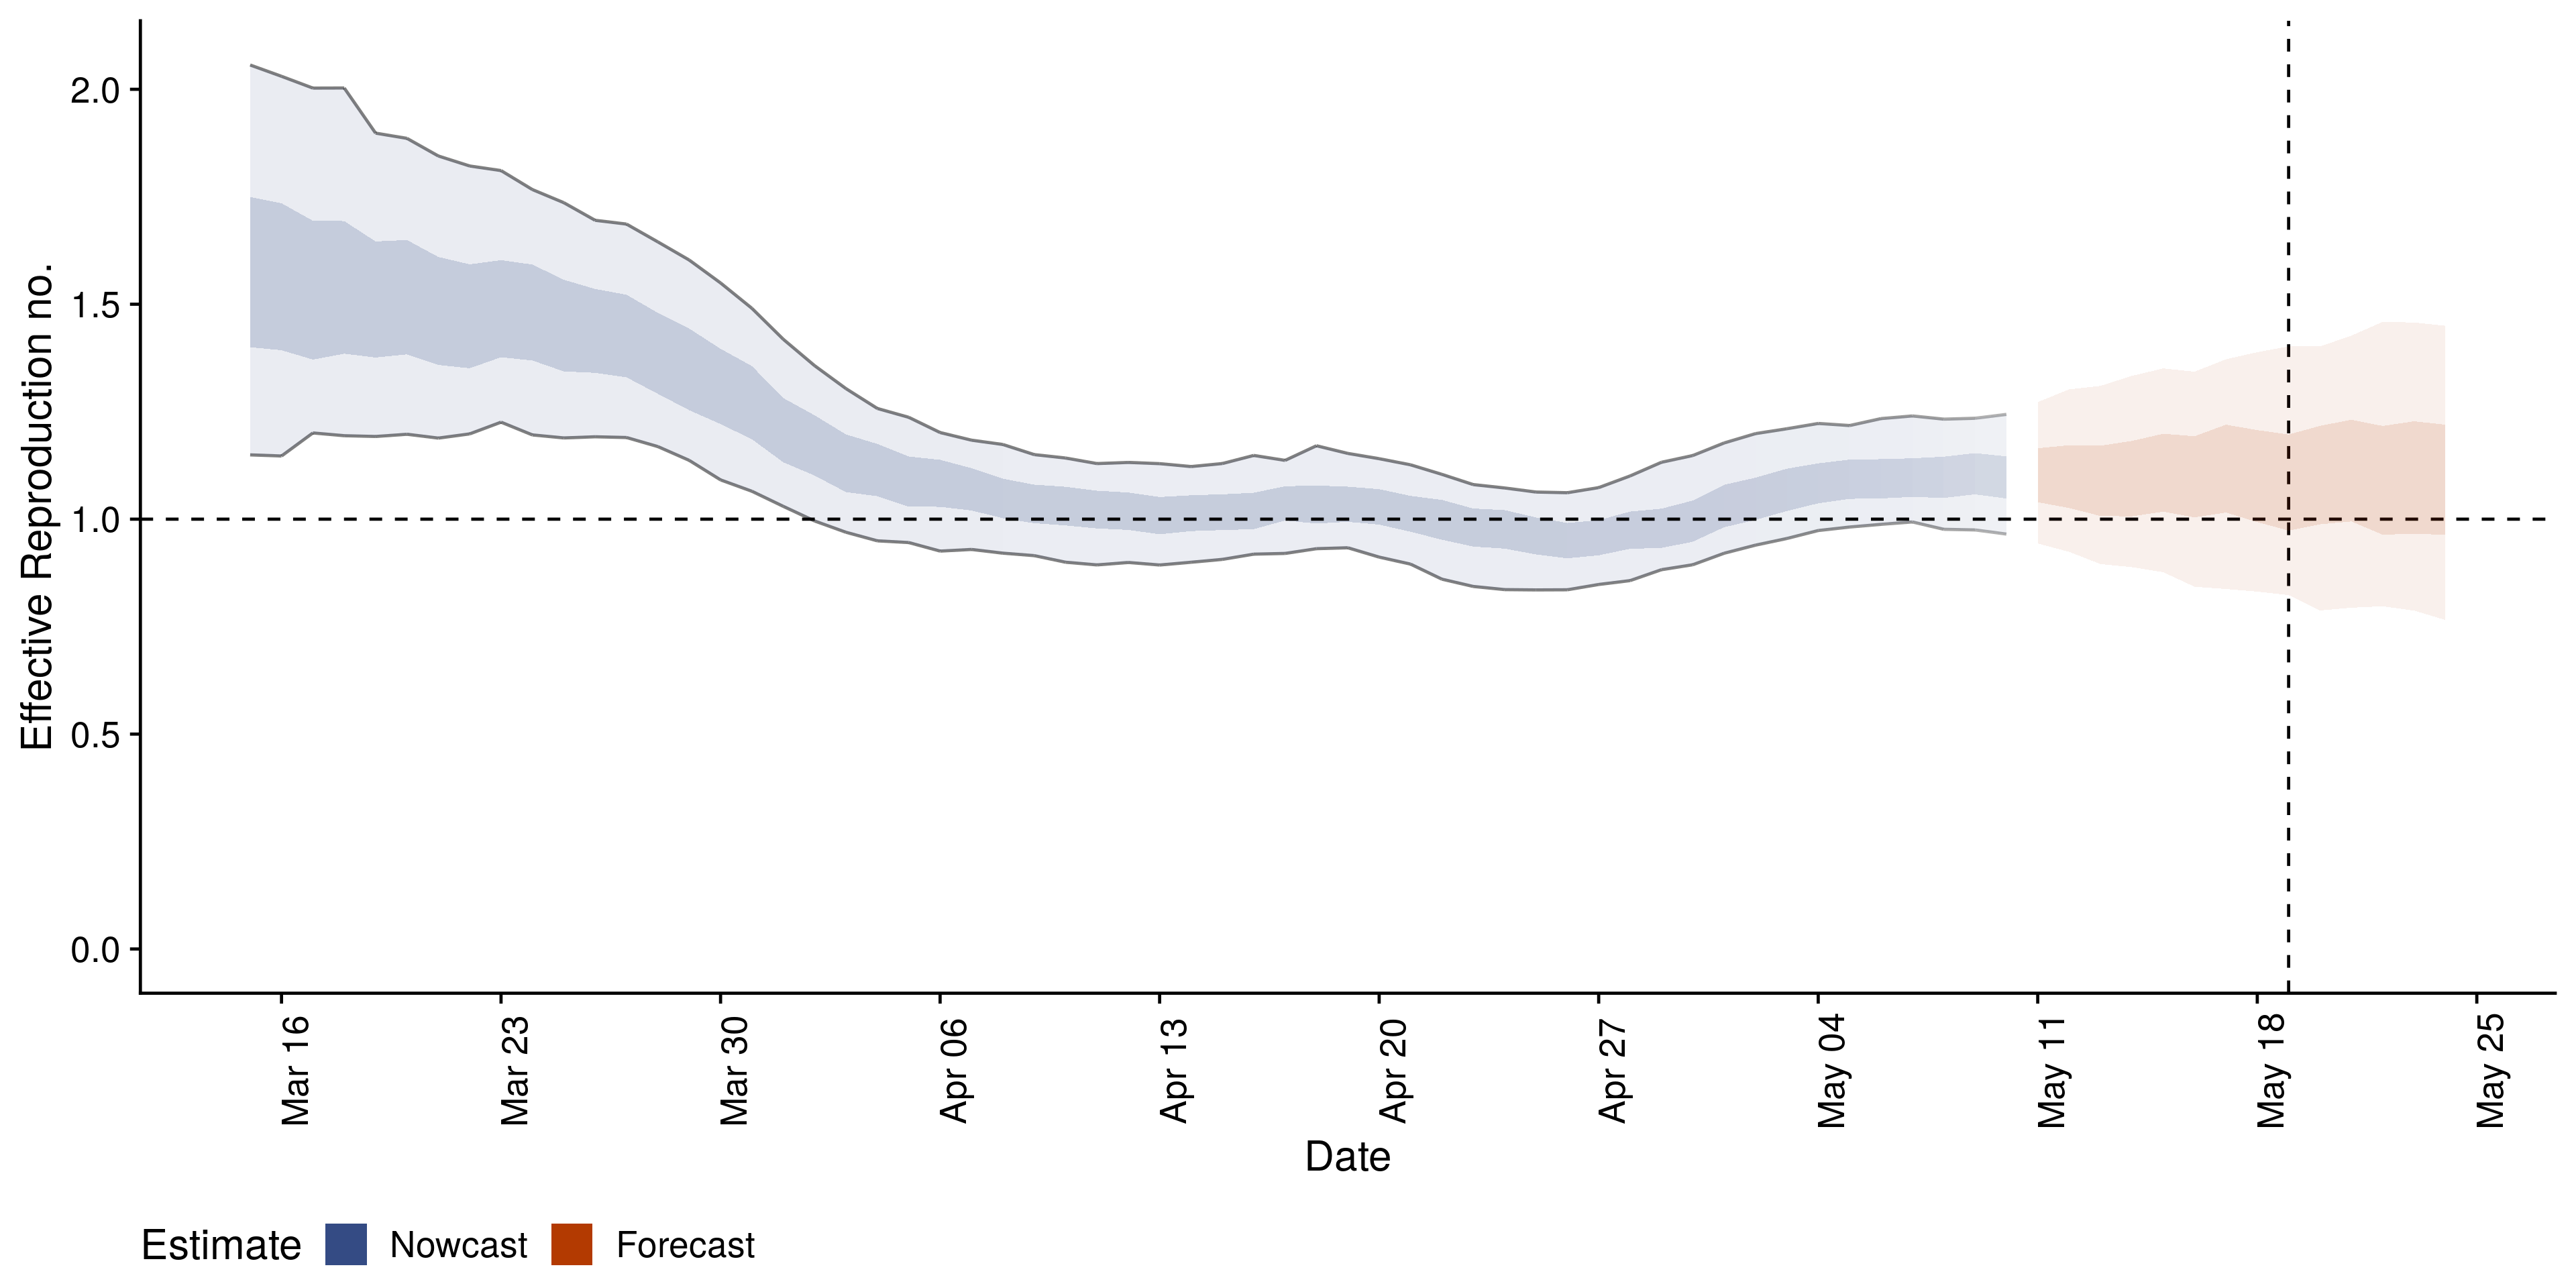 Effective Reproduction no.
2.0
1.5
1.0
0.5
0.0
Mar 16
Mar 23
Mar 30
Apr 06
Apr 13
Apr 20
Apr 27
May 04
May 11
May 18
May 25
Date
Estimate Nowcast Forecast